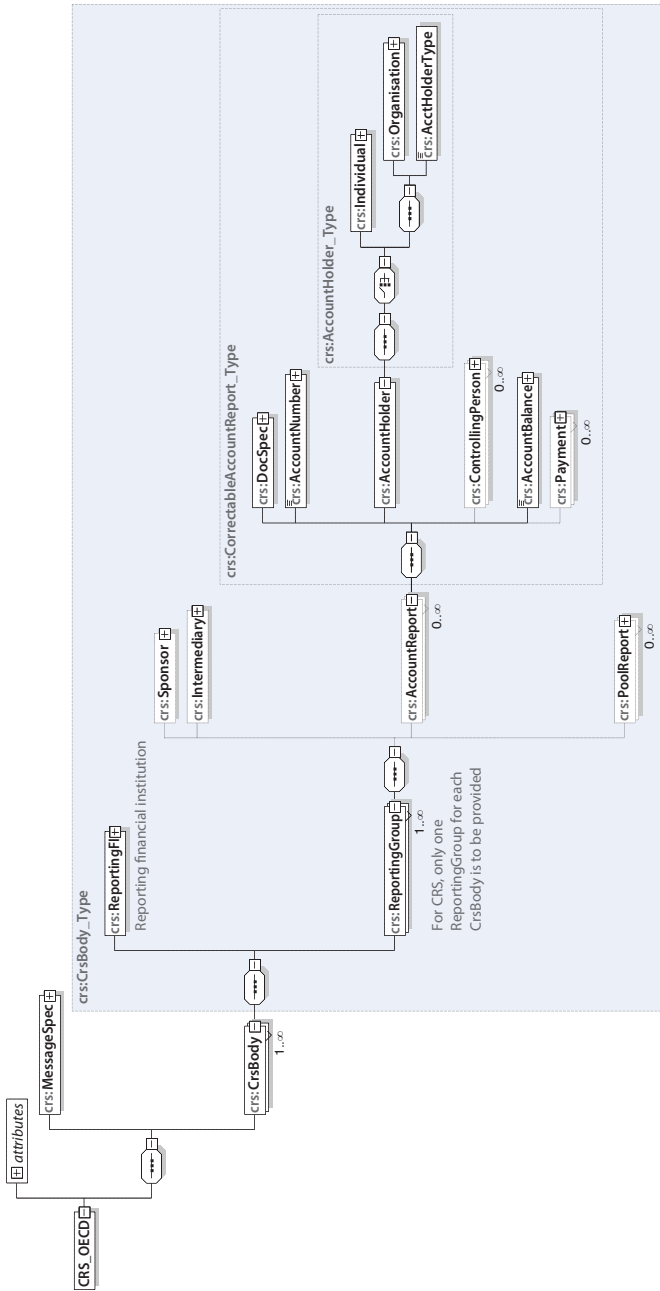 CRS_OECD
attributes
crs:MessageSpec
crs:CrsBody
1..∞
crs:CrsBody_Type
crs:ReportingFI
Reporting financial institution
crs:ReportingGroup
1..∞
For CRS, only one
ReportingGroup for each
CrsBody is to be provided
crs:Sponsor
crs:Intermediary
crs:AccountReport
0..∞
crs:PoolReport
0..∞
crs:CorrectableAccountReport_Type
crs:DocSpec
crs:AccountNumber
crs:AccountHolder
crs:ControllingPerson
0..∞
crs:AccountBalance
crs:Payment
0..∞
crs:AccountHolder_Type
crs:Individual
crs:Organisation
crs:AcctHolderType